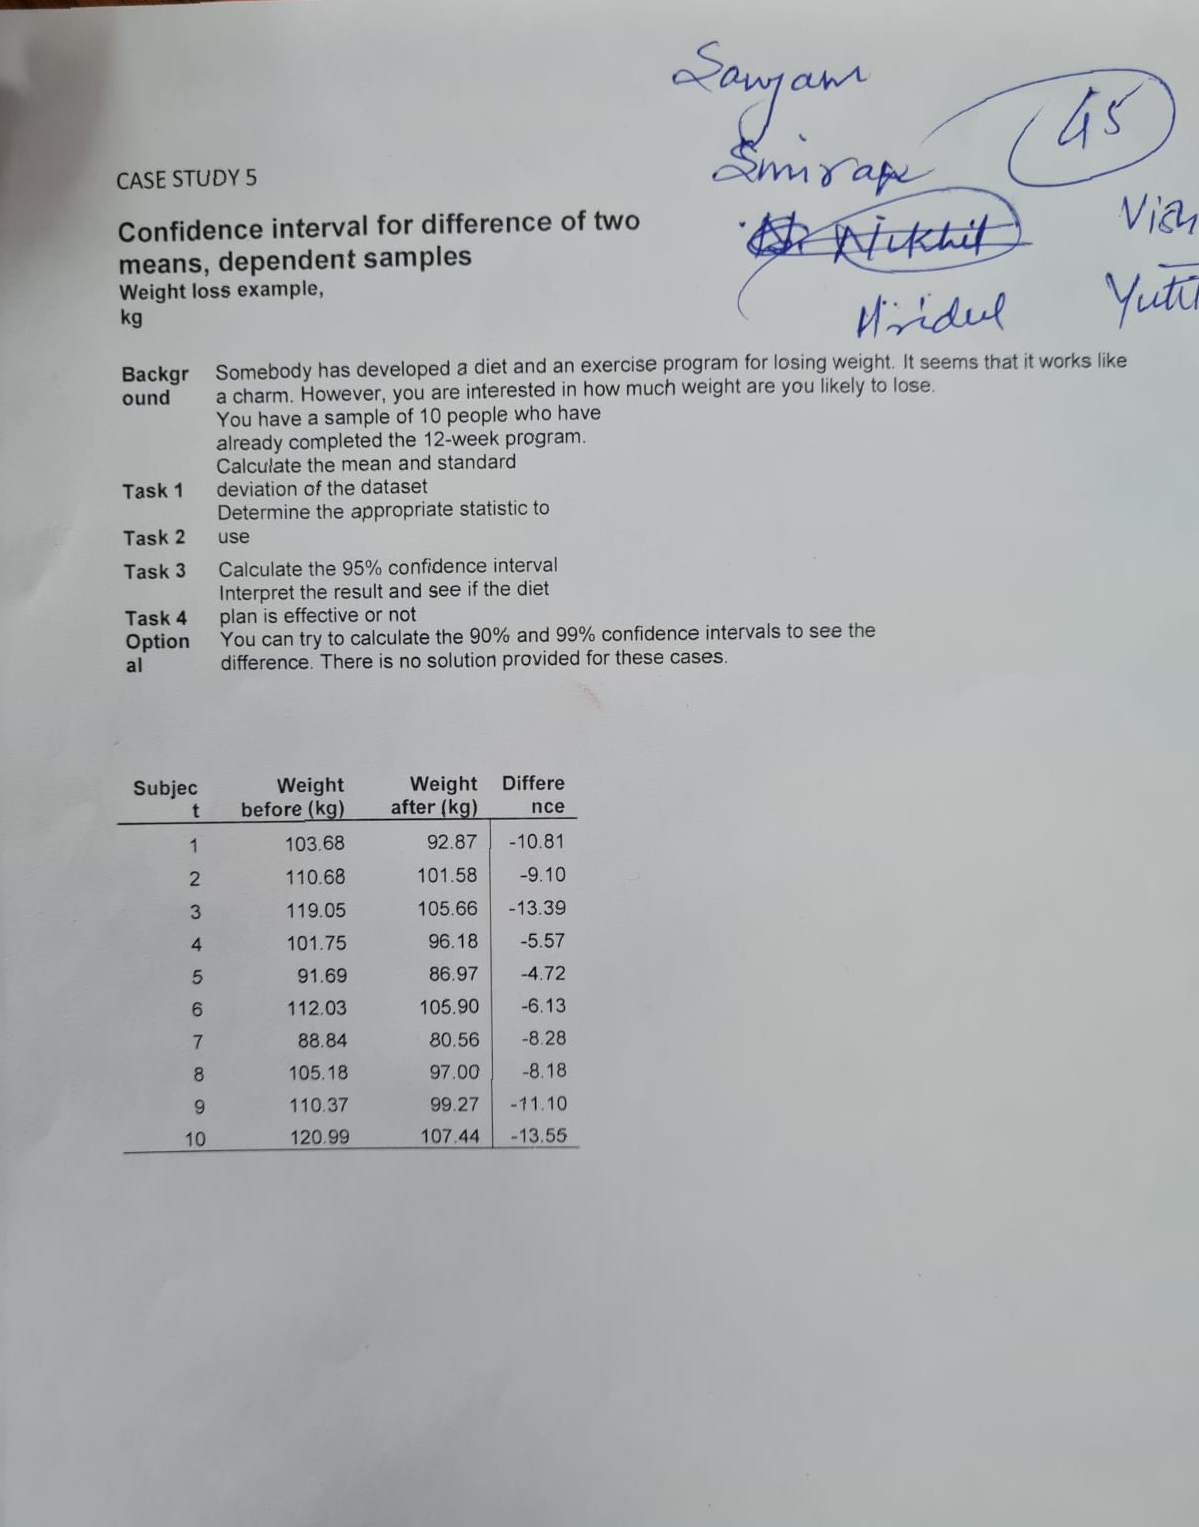 Sanyam
45
Simrap
Nikhil
Hridul
Yuti
CASE STUDY 5
Confidence interval for difference of two
means, dependent samples
Weight loss example,
kg
Backgr Somebody has developed a diet and an exercise program for losing weight. It seems that it works like
ound a charm. However, you are interested in how much weight are you likely to lose.
You have a sample of 10 people who have
already completed the 12-week program.
Calculate the mean and standard
Task 1 deviation of the dataset
Determine the appropriate statistic to
Task 2 use
Task 3 Calculate the 95% confidence interval
Interpret the result and see if the diet
Task 4 plan is effective or not
Option You can try to calculate the 90% and 99% confidence intervals to see the
al difference. There is no solution provided for these cases.
Subjec Weight Weight Differe
t before (kg) after (kg) nce
1 103.68 92.87 -10.81
2 110.68 101.58 -9.10
3 119.05 105.66 -13.39
4 101.75 96.18 -5.57
5 91.69 86.97 -4.72
6 112.03 105.90 -6.13
7 88.84 80.56 -8.28
8 105.18 97.00 -8.18
9 110.37 99.27 -11.10
10 120.99 107.44 -13.55